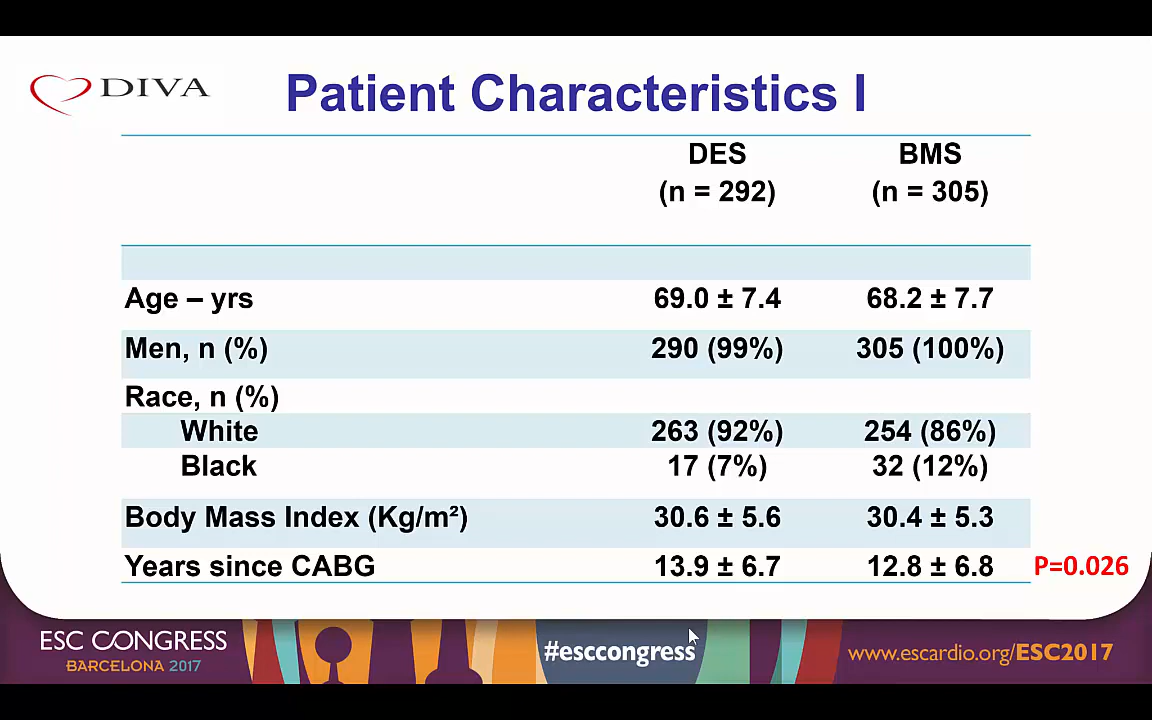 DIVA
Patient Characteristics I
DES BMS
(n = 292) (n = 305)
Age – yrs 69.0 ± 7.4 68.2 ± 7.7
Men, n (%) 290 (99%) 305 (100%)
Race, n (%)
White 263 (92%) 254 (86%)
Black 17 (7%) 32 (12%)
Body Mass Index (Kg/m²) 30.6 ± 5.6 30.4 ± 5.3
Years since CABG 13.9 ± 6.7 12.8 ± 6.8 P=0.026
ESC CONGRESS
BARCELONA 2017
#esccongress
www.escardio.org/ESC2017